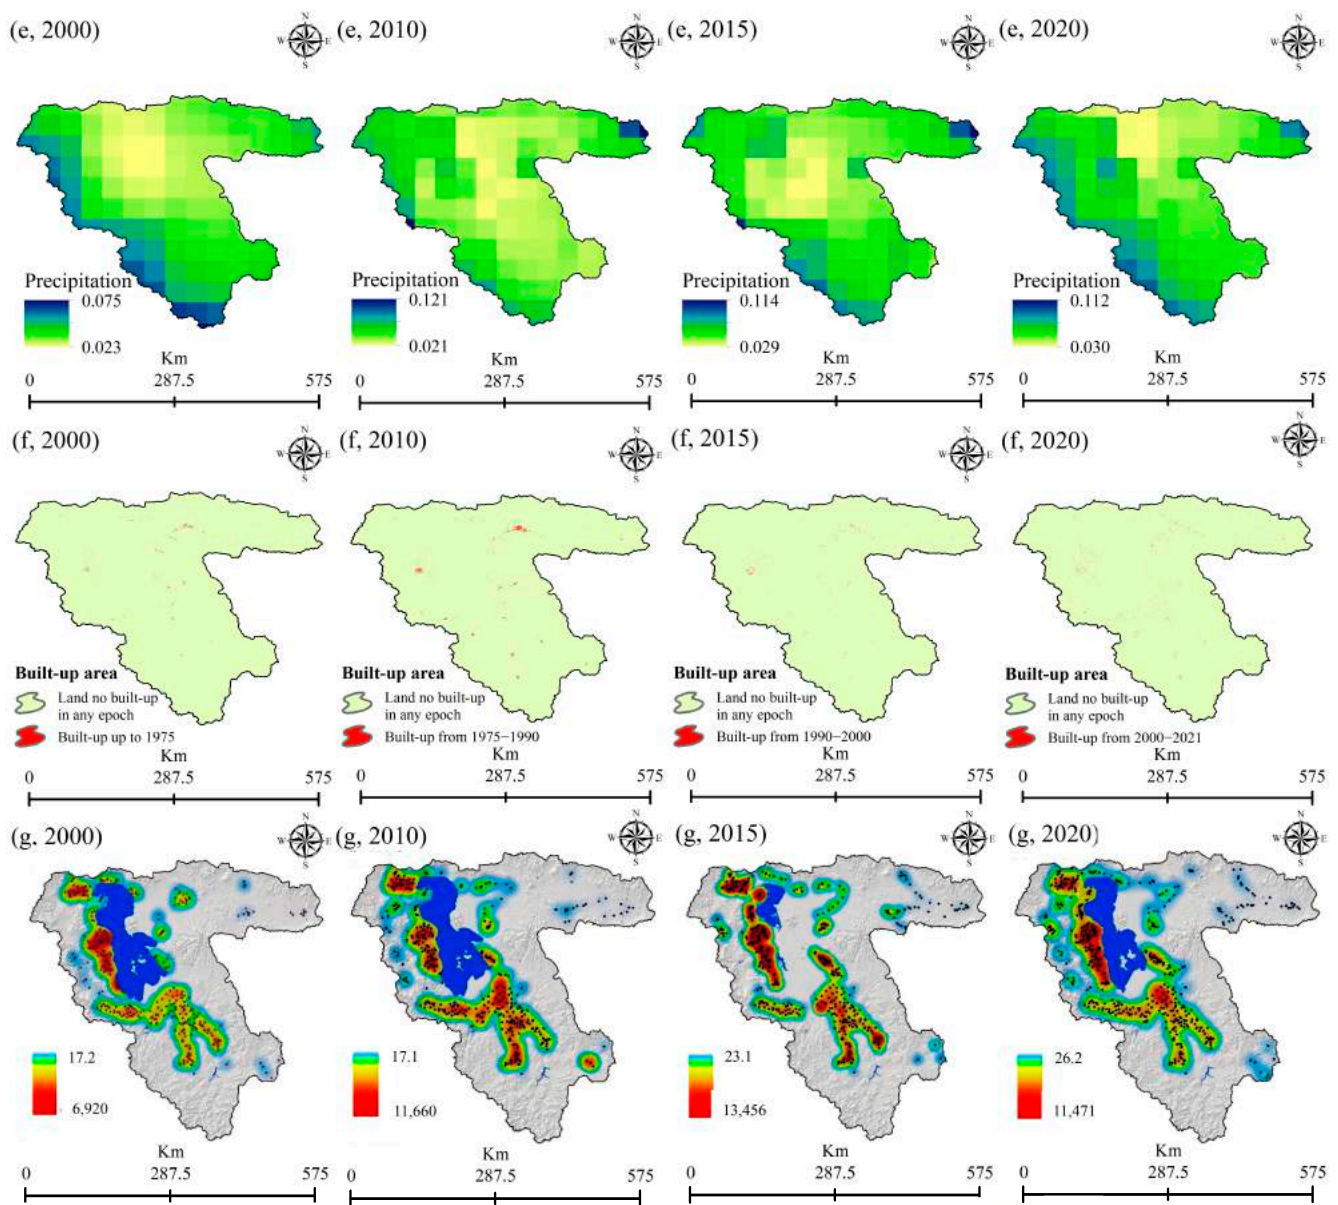 (e, 2000)
N
W E
S
(e, 2010)
N
W E
S
(e, 2015)
N
W E
S
(e, 2020)
N
W E
S
Precipitation
0.075
0.023
Precipitation
0.121
0.021
Precipitation
0.114
0.029
Precipitation
0.112
0.030
Km
0 287.5 575
Km
0 287.5 575
Km
0 287.5 575
Km
0 287.5 575
(f, 2000)
N
W E
S
(f, 2010)
N
W E
S
(f, 2015)
N
W E
S
(f, 2020)
N
W E
S
Built-up area
Land no built-up
in any epoch
Built-up up to 1975
Built-up area
Land no built-up
in any epoch
Built-up from 1975−1990
Built-up area
Land no built-up
in any epoch
Built-up from 1990−2000
Built-up area
Land no built-up
in any epoch
Built-up from 2000−2021
Km
0 287.5 575
Km
0 287.5 575
Km
0 287.5 575
Km
0 287.5 575
(g, 2000)
N
W E
S
(g, 2010)
N
W E
S
(g, 2015)
N
W E
S
(g, 2020)
N
W E
S
17.2
6,920
17.1
11,660
23.1
13,456
26.2
11,471
Km
0 287.5 575
Km
0 287.5 575
Km
0 287.5 575
Km
0 287.5 575